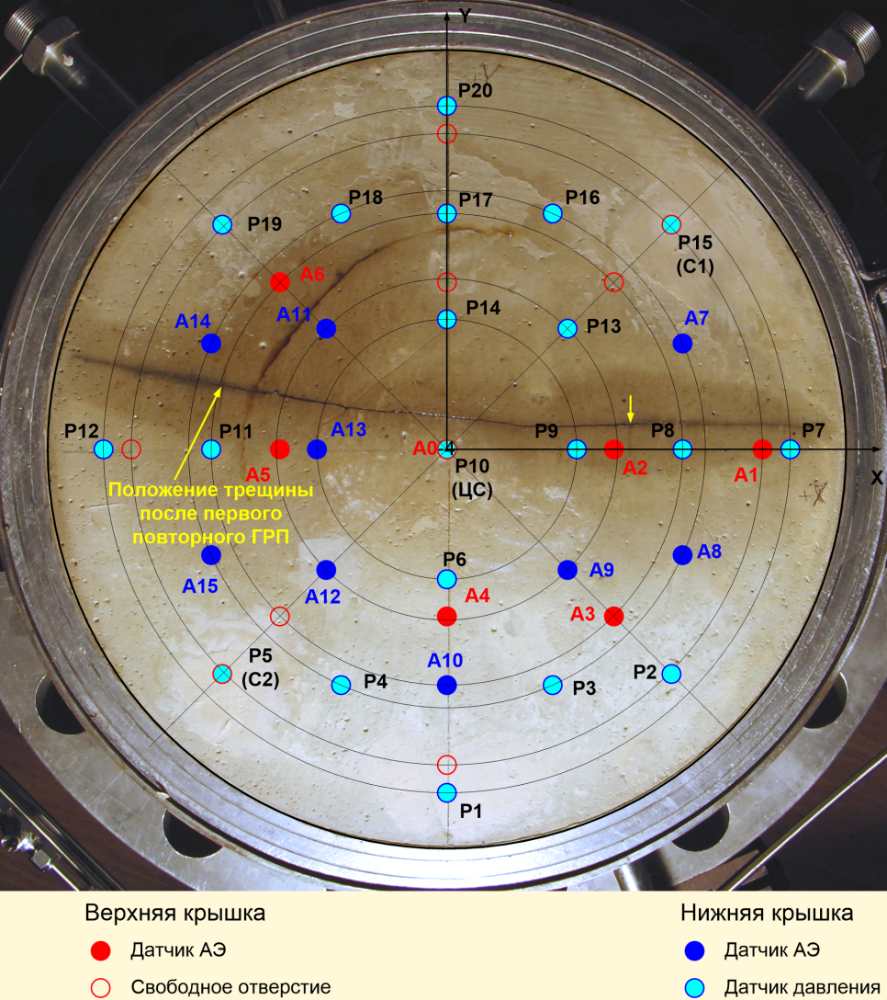 Y
P20
P18
P17
P16
P19
P15
(C1)
A6
A11
P14
P13
A14
A7
P12
P11
A13
P9
P8
P7
A0
P10
(ЦС)
A5
A2
A1
X
Положение трещины
после первого
повторного ГРП
A15
A12
P6
A4
A9
A8
A3
P5
(C2)
P4
A10
P3
P2
P1
Верхняя крышка
Датчик АЭ
Свободное отверстие
Нижняя крышка
Датчик АЭ
Датчик давления